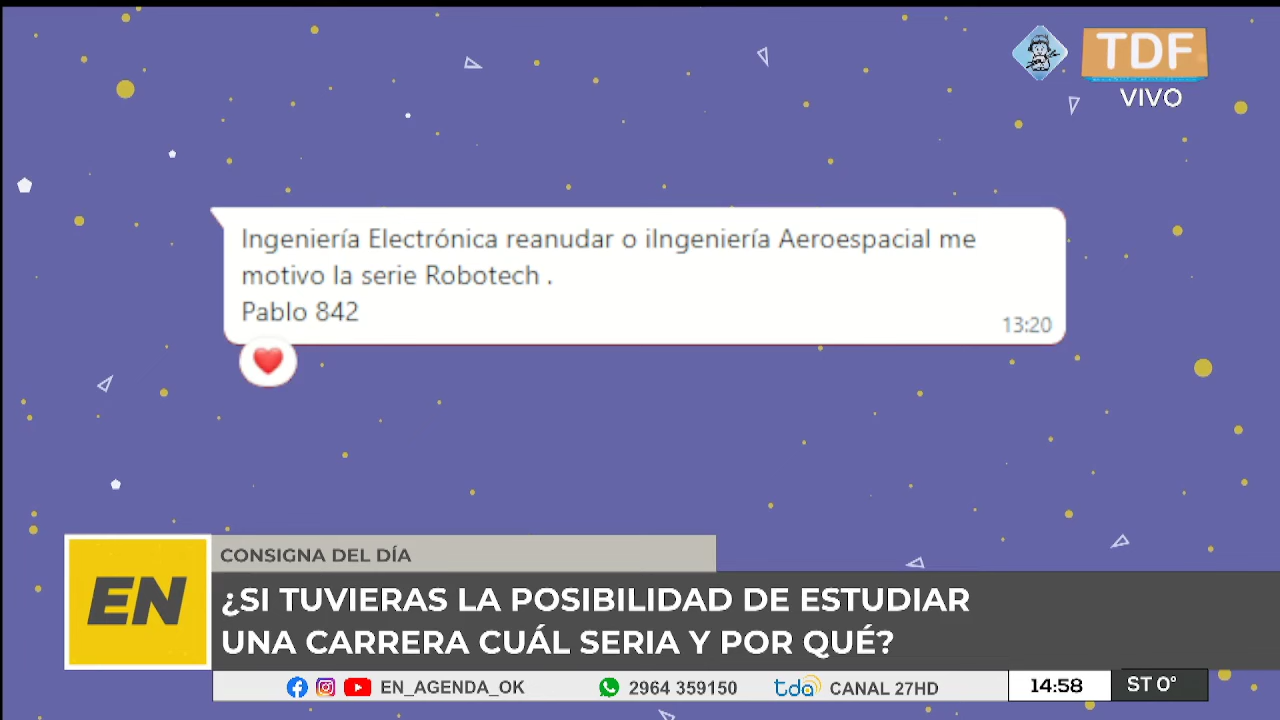 TDF
VIVO
Ingeniería Electrónica reanudar o iIngeniería Aeroespacial me
motivo la serie Robotech .
Pablo 842
13:20
CONSIGNA DEL DÍA
EN
¿SI TUVIERAS LA POSIBILIDAD DE ESTUDIAR
UNA CARRERA CUÁL SERIA Y POR QUÉ?
EN_AGENDA_OK 2964 359150 tda CANAL 27HD 14:58 ST 0°